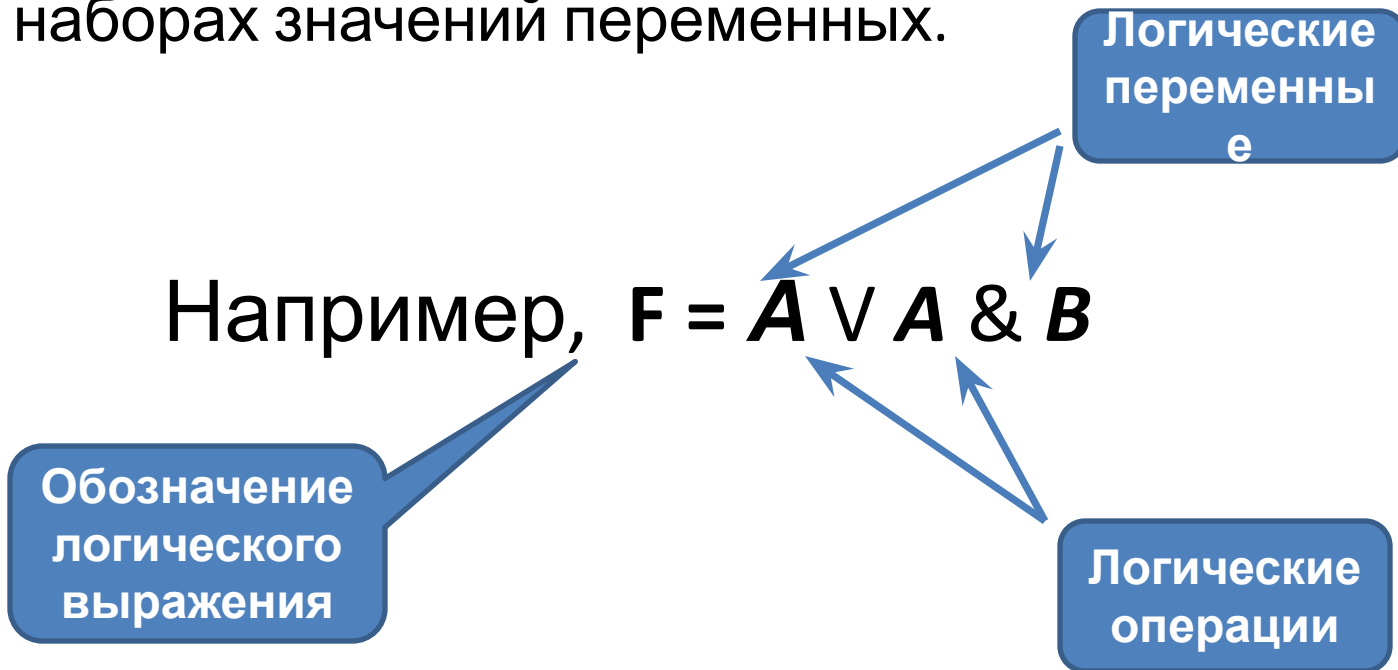 наборах значений переменных.
Логические
переменны
е
Например, F = A V A & B
Обозначение
логического
выражения
Логические
операции